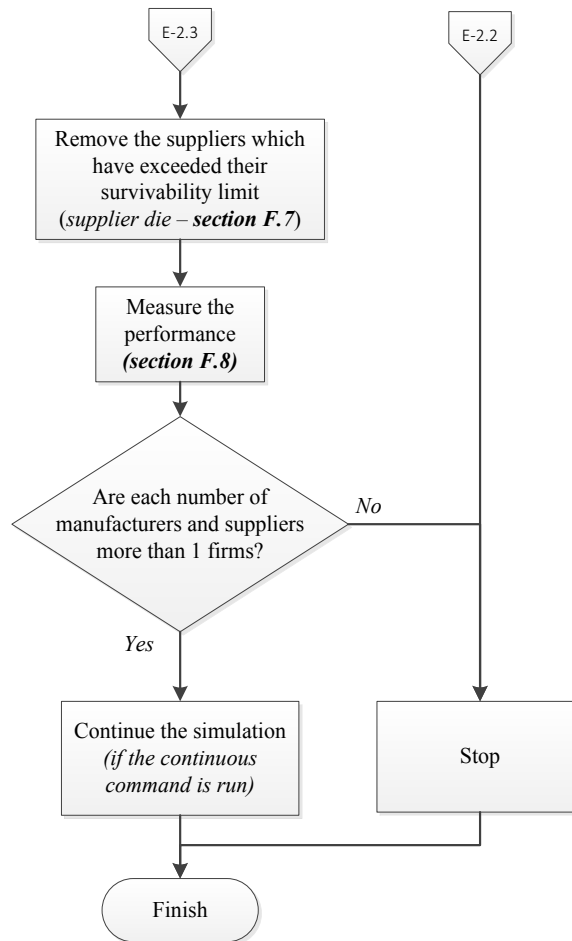 E-2.3
E-2.2
Remove the suppliers which
have exceeded their
survivability limit
(supplier die – section F.7)
Measure the
performance
(section F.8)
Are each number of
manufacturers and suppliers
more than 1 firms?
No
Yes
Continue the simulation
(if the continuous
command is run)
Stop
Finish